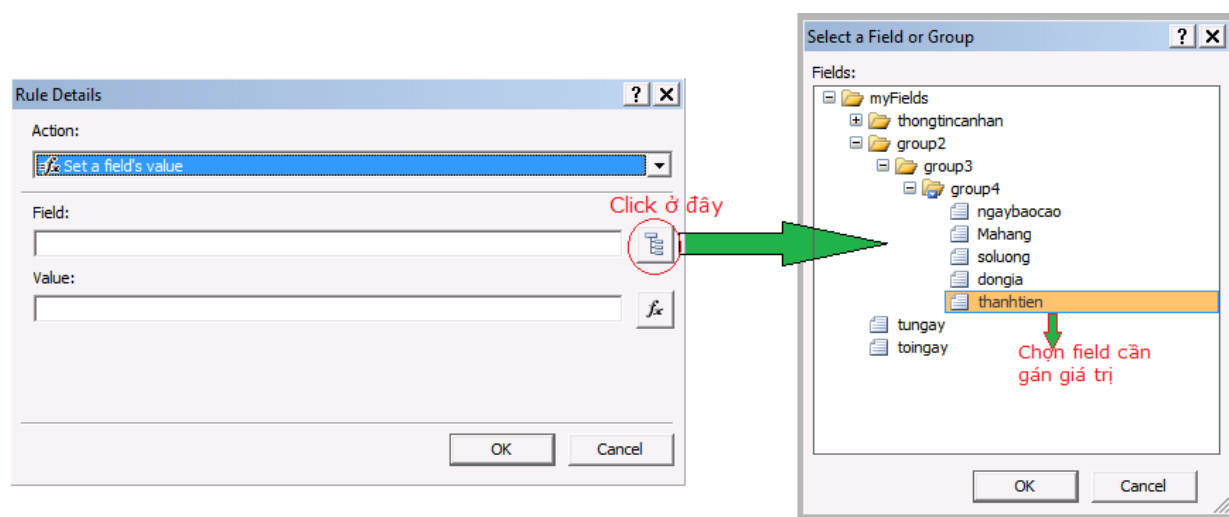 Rule Details
Action:
Set a field's value
Field:
Click ở đây
Value:
fx
OK
Cancel
Select a Field or Group
Fields:
myFields
thongtincanhan
group2
group3
group4
ngaybaocao
Mahang
soluong
dongia
thanhtien
tungay
toingay
Chọn field cần
gán giá trị
OK
Cancel